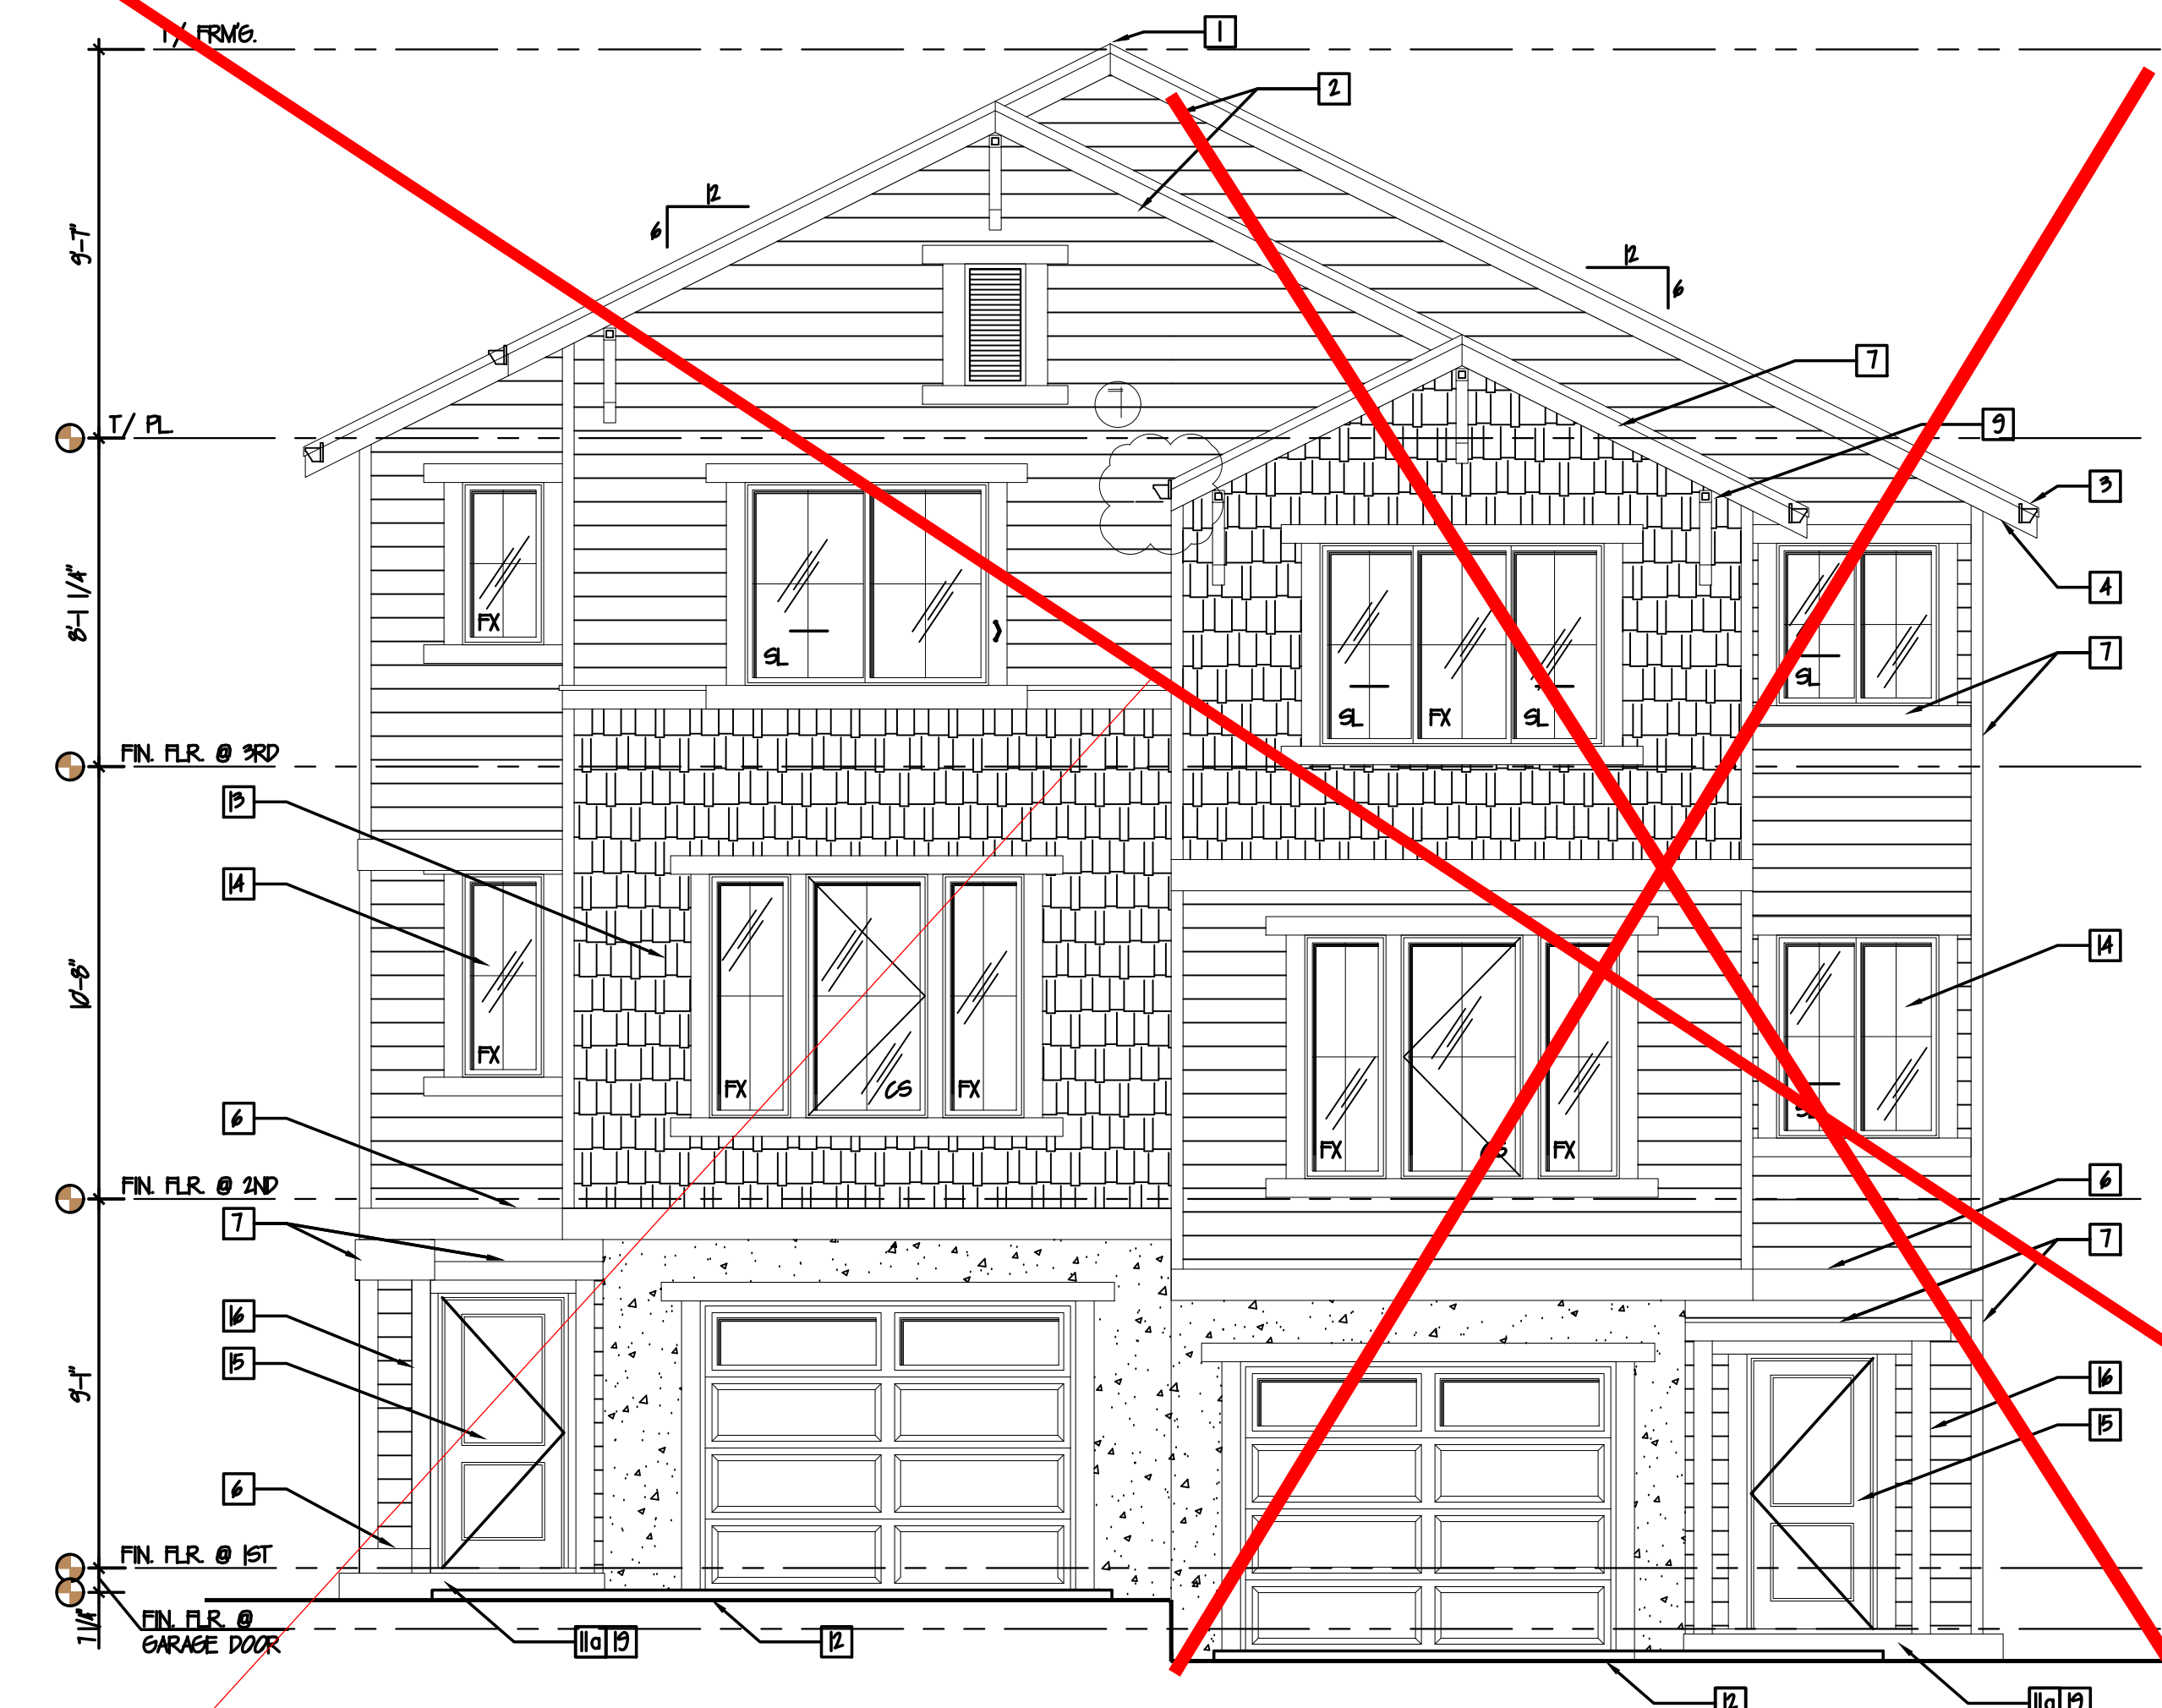 T/ FRM'G.
1
2
12
6
9'-7"
12
6
7
T/ PL.
9
3
4
8'-1 1/4"
FX
SL
SL
FX
SL
SL
7
FIN. FLR. @ 3RD
13
14
14
10'-8"
FX
FX
CS
FX
FX
CS
FX
SL
6
6
FIN. FLR. @ 2ND
7
7
16
15
9'-1"
16
15
6
FIN. FLR. @ 1ST
7 1/4"
FIN. FLR. @
GARAGE DOOR
11a 19
12
12
11a 19